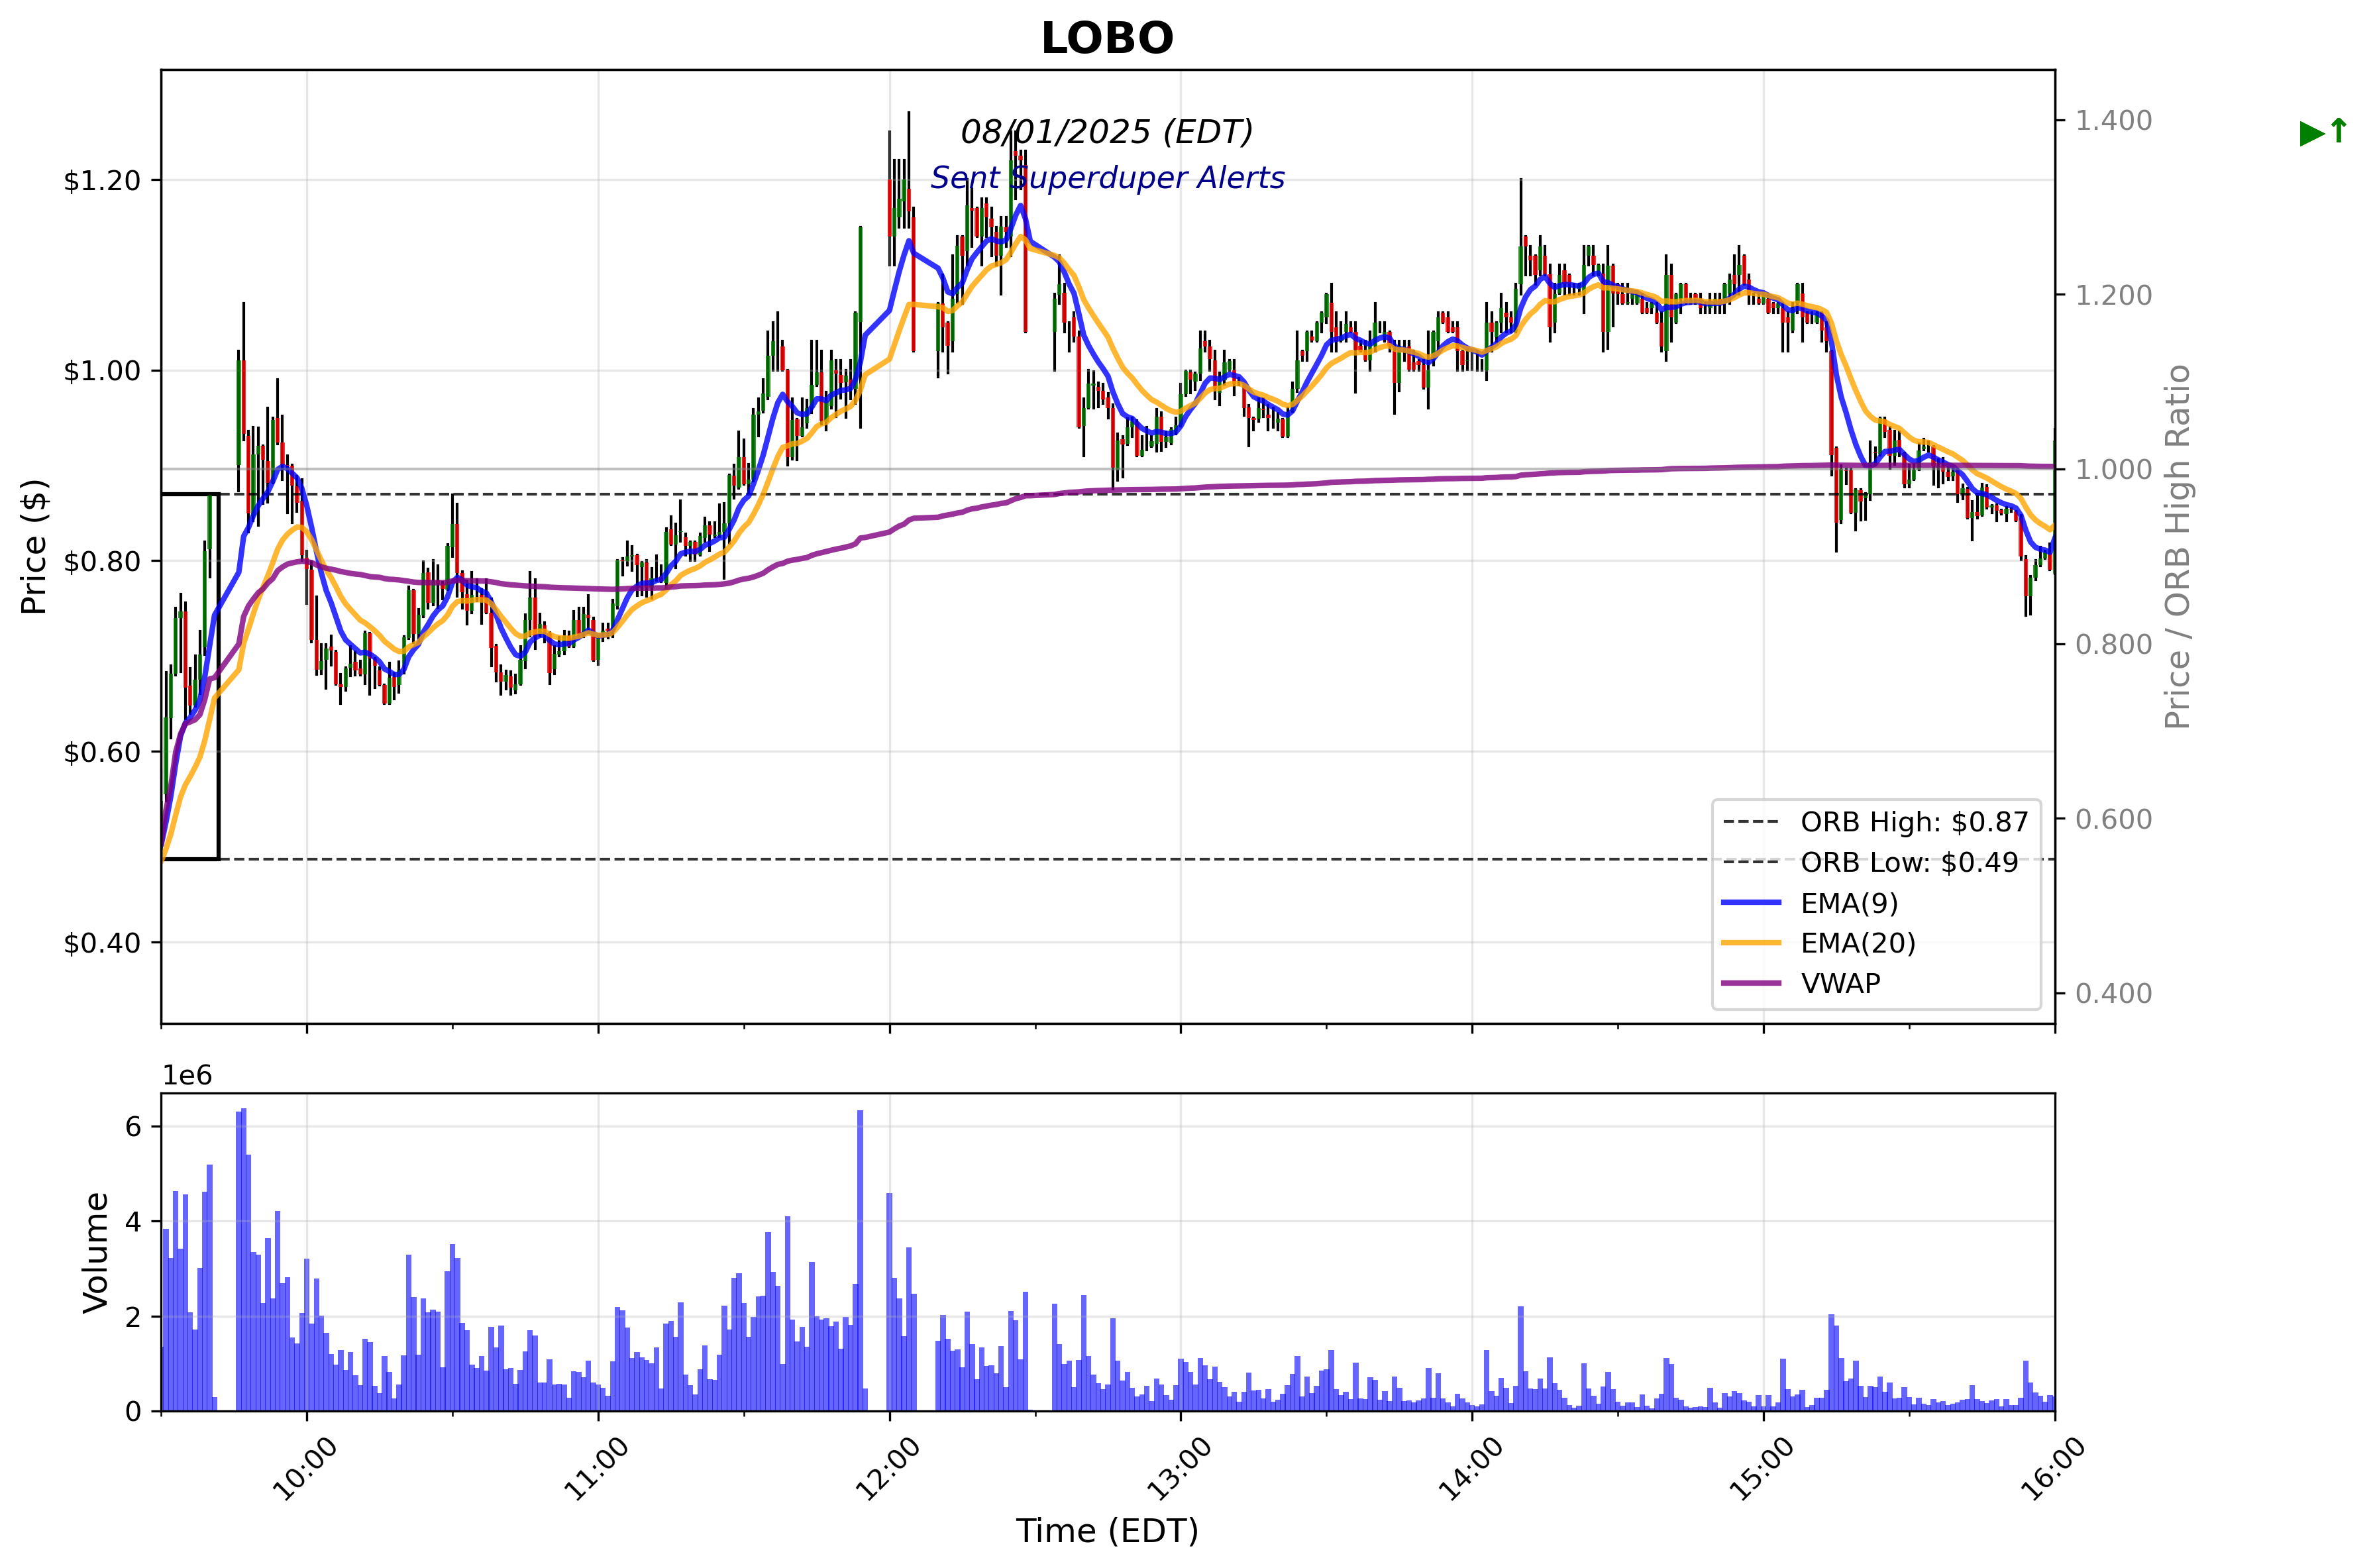 LOBO
08/01/2025 (EDT)
Sent Superduper Alerts
▶↑
Price ($)
$1.20
$1.00
$0.80
$0.60
$0.40
1.400
1.200
1.000
0.800
0.600
0.400
Price / ORB High Ratio
ORB High: $0.87
ORB Low: $0.49
EMA(9)
EMA(20)
VWAP
1e6
Volume
6
4
2
0
10:00
11:00
12:00
13:00
14:00
15:00
16:00
Time (EDT)